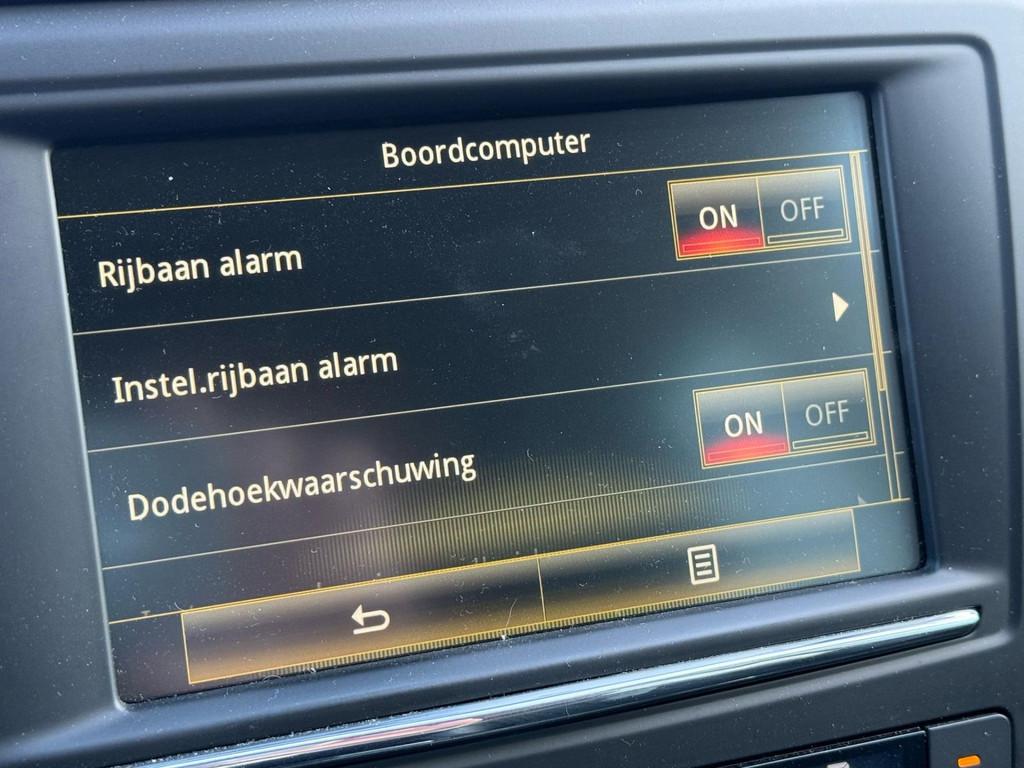 Boordcomputer
Rijbaan alarm
ON OFF
Instel.rijbaan alarm
Dodehoekwaarschuwing
ON OFF